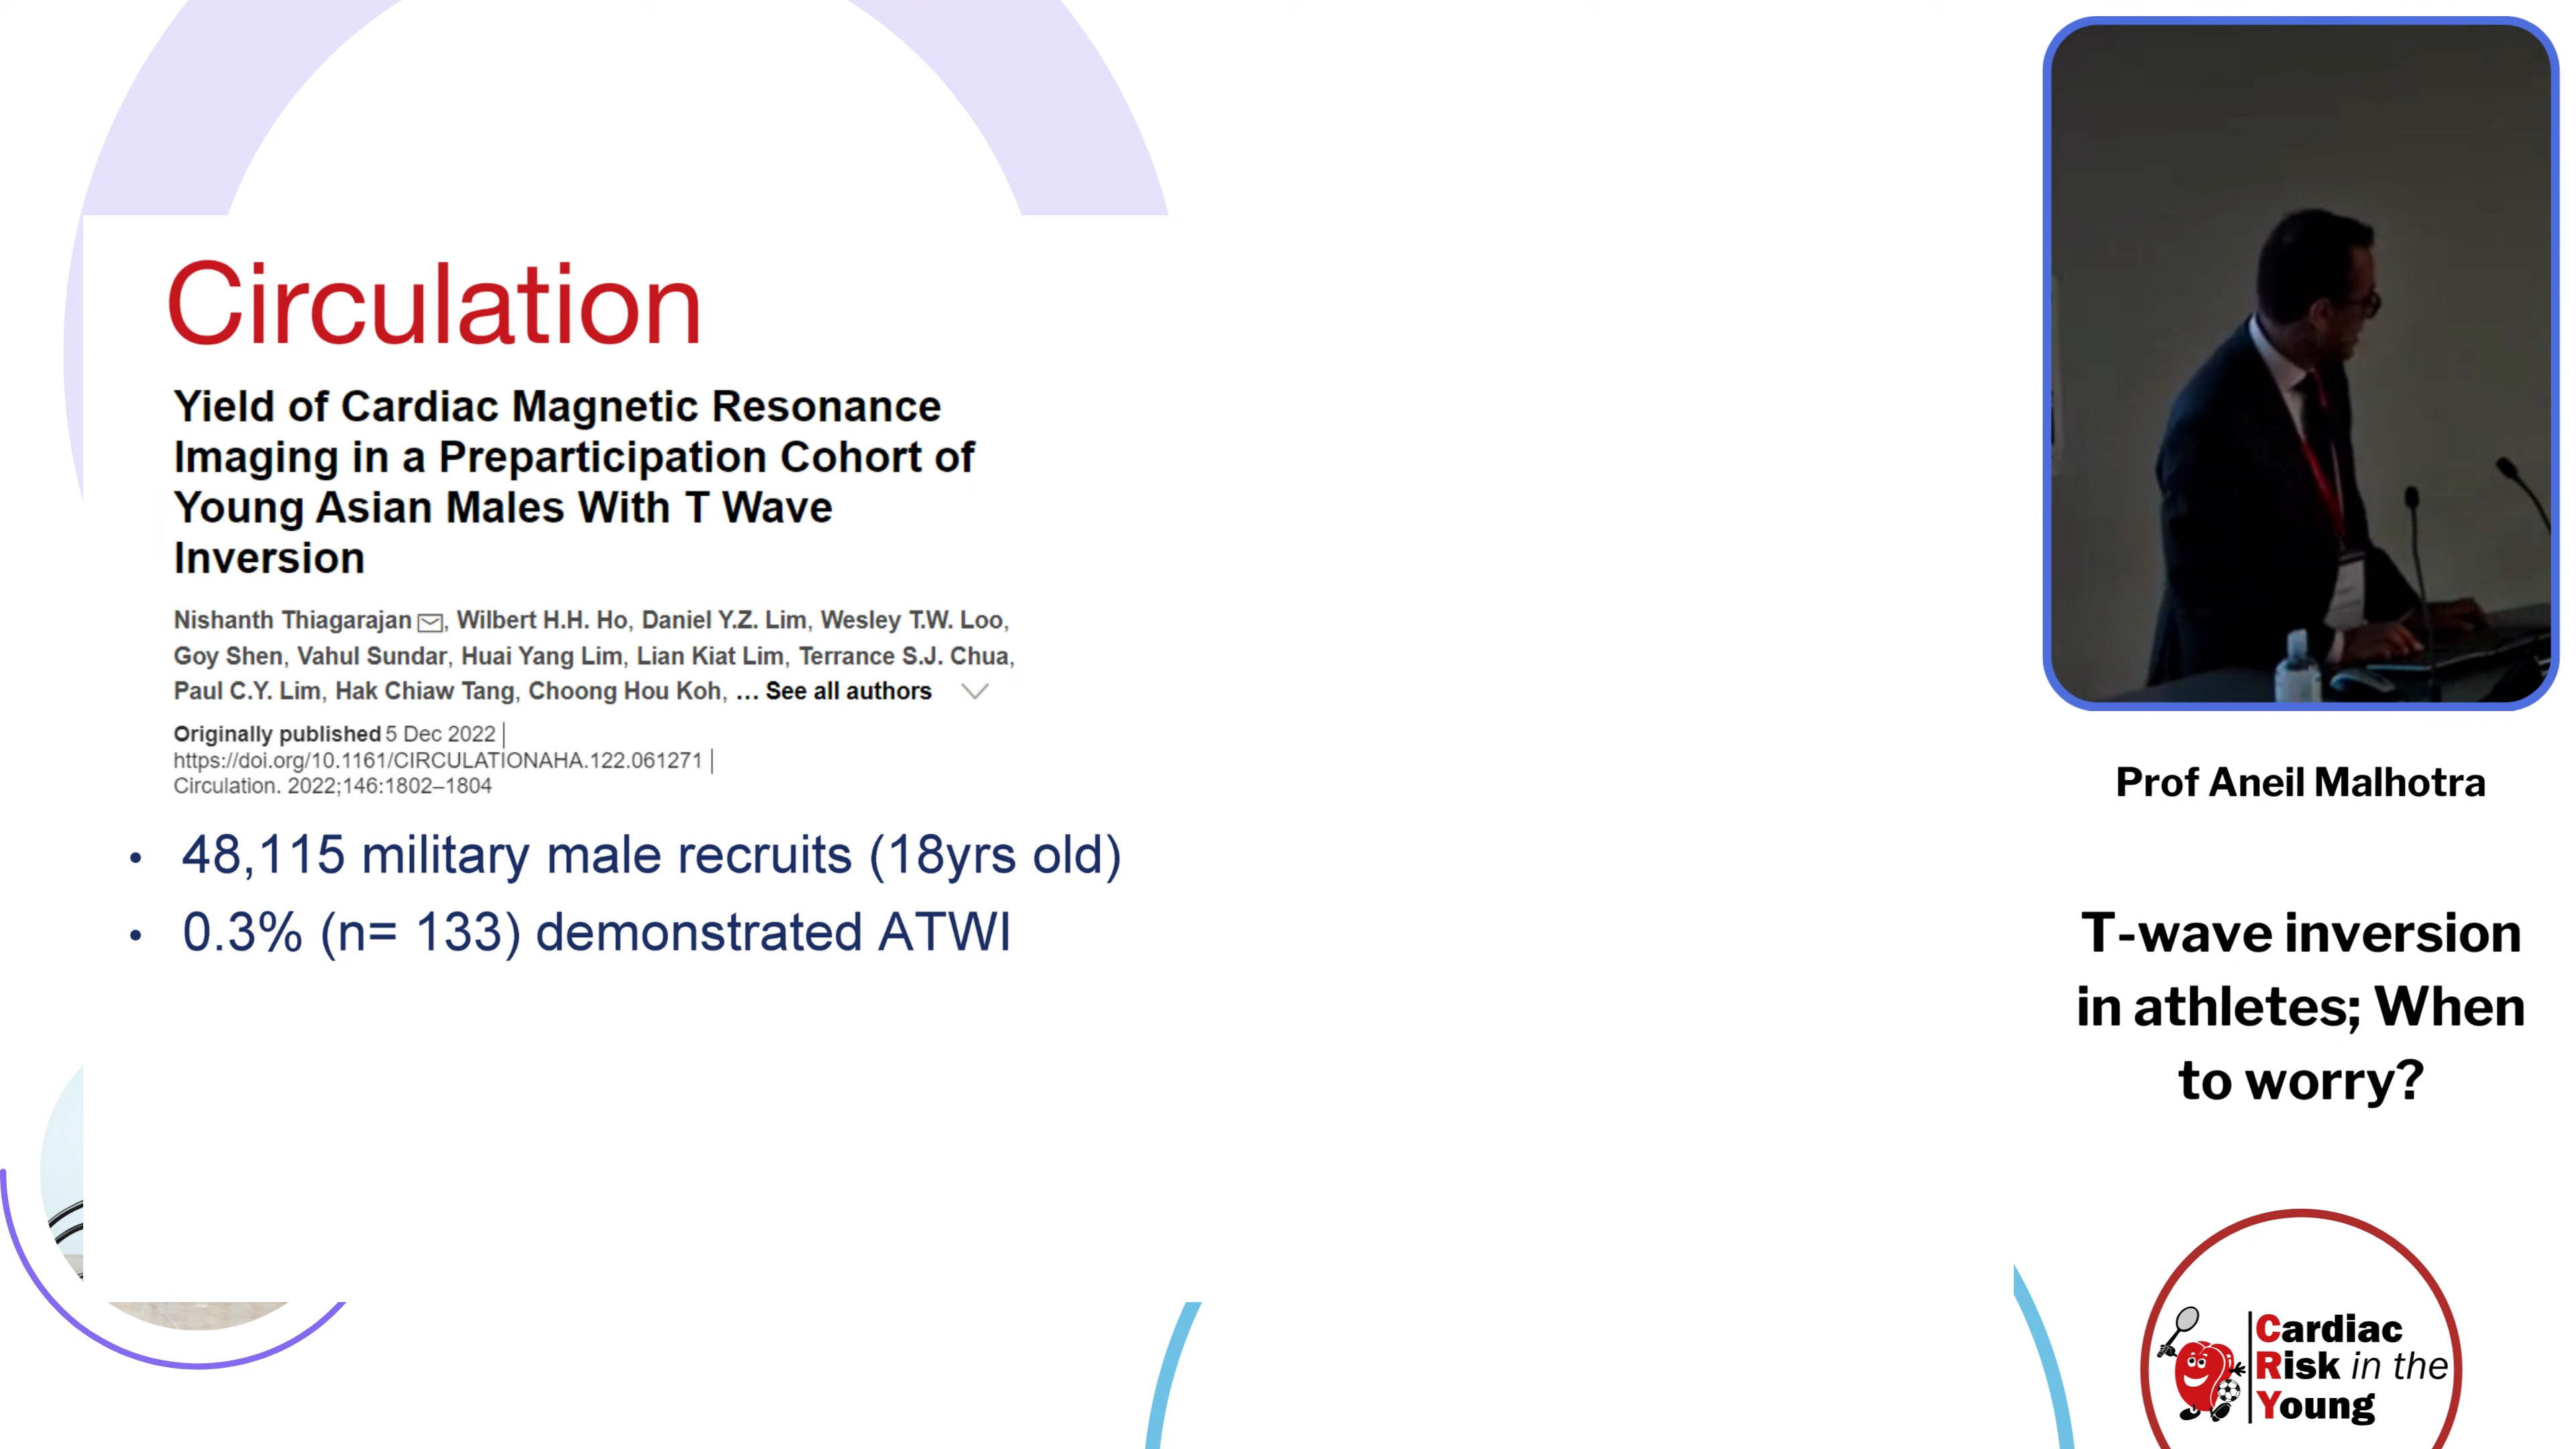 Circulation
Yield of Cardiac Magnetic Resonance
Imaging in a Preparticipation Cohort of
Young Asian Males With T Wave
Inversion
Nishanth Thiagarajan, Wilbert H.H. Ho, Daniel Y.Z. Lim, Wesley T.W. Loo,
Goy Shen, Vahul Sundar, Huai Yang Lim, Lian Kiat Lim, Terrance S.J. Chua,
Paul C.Y. Lim, Hak Chiaw Tang, Choong Hou Koh, … See all authors
Originally published 5 Dec 2022 |
https://doi.org/10.1161/CIRCULATIONAHA.122.061271 |
Circulation. 2022;146:1802–1804
• 48,115 military male recruits (18yrs old)
• 0.3% (n= 133) demonstrated ATWI
Prof Aneil Malhotra
T-wave inversion
in athletes; When
to worry?
Cardiac
Risk in the
Young